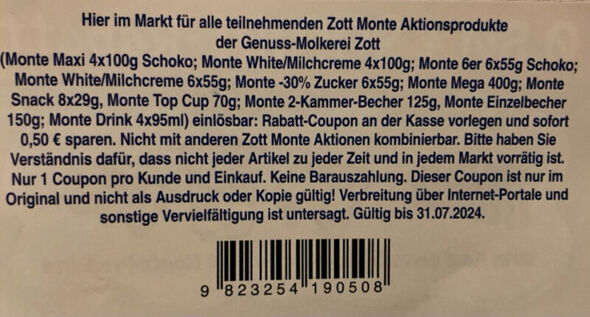 Hier im Markt für alle teilnehmenden Zott Monte Aktionsprodukte
der Genuss-Molkerei Zott
(Monte Maxi 4x100g Schoko; Monte White/Milchcreme 4x100g; Monte 6er 6x55g Schoko;
Monte White/Milchcreme 6x55g; Monte -30% Zucker 6x55g; Monte Mega 400g; Monte
Snack 8x29g, Monte Top Cup 70g; Monte 2-Kammer-Becher 125g, Monte Einzelbecher
150g; Monte Drink 4x95ml) einlösbar: Rabatt-Coupon an der Kasse vorlegen und sofort
0,50 € sparen. Nicht mit anderen Zott Monte Aktionen kombinierbar. Bitte haben Sie
Verständnis dafür, dass nicht jeder Artikel zu jeder Zeit und in jedem Markt vorrätig ist.
Nur 1 Coupon pro Kunde und Einkauf. Keine Barauszahlung. Dieser Coupon ist nur im
Original und nicht als Ausdruck oder Kopie gültig! Verbreitung über Internet-Portale und
sonstige Vervielfältigung ist untersagt. Gültig bis 31.07.2024.
9 823254 190508